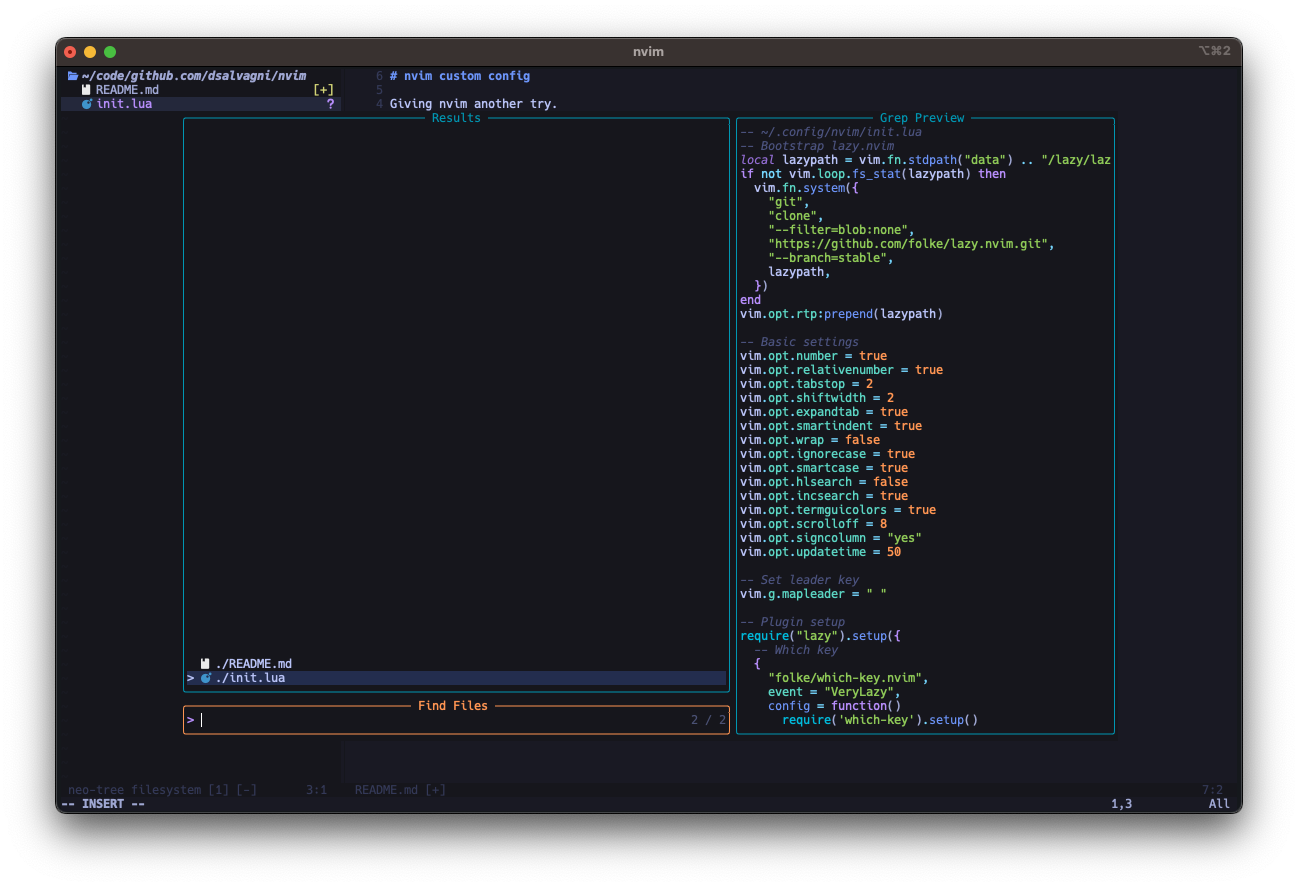 nvim
⌥⌘2
~/code/github.com/dsalvagni/nvim
README.md [+]
init.lua ?
6 # nvim custom config
5
4 Giving nvim another try.
Results
./README.md
> ./init.lua
Find Files
> 2 / 2
Grep Preview
-- ~/.config/nvim/init.lua
-- Bootstrap lazy.nvim
local lazypath = vim.fn.stdpath("data") .. "/lazy/laz
if not vim.loop.fs_stat(lazypath) then
  vim.fn.system({
    "git",
    "clone",
    "--filter=blob:none",
    "https://github.com/folke/lazy.nvim.git",
    "--branch=stable",
    lazypath,
  })
end
vim.opt.rtp:prepend(lazypath)
-- Basic settings
vim.opt.number = true
vim.opt.relativenumber = true
vim.opt.tabstop = 2
vim.opt.shiftwidth = 2
vim.opt.expandtab = true
vim.opt.smartindent = true
vim.opt.wrap = false
vim.opt.ignorecase = true
vim.opt.smartcase = true
vim.opt.hlsearch = false
vim.opt.incsearch = true
vim.opt.termguicolors = true
vim.opt.scrolloff = 8
vim.opt.signcolumn = "yes"
vim.opt.updatetime = 50
-- Set leader key
vim.g.mapleader = " "
-- Plugin setup
require("lazy").setup({
  -- Which key
  {
    "folke/which-key.nvim",
    event = "VeryLazy",
    config = function()
      require('which-key').setup()
neo-tree filesystem [1] [-] 3:1 README.md [+] 7:2
-- INSERT -- 1,3 All